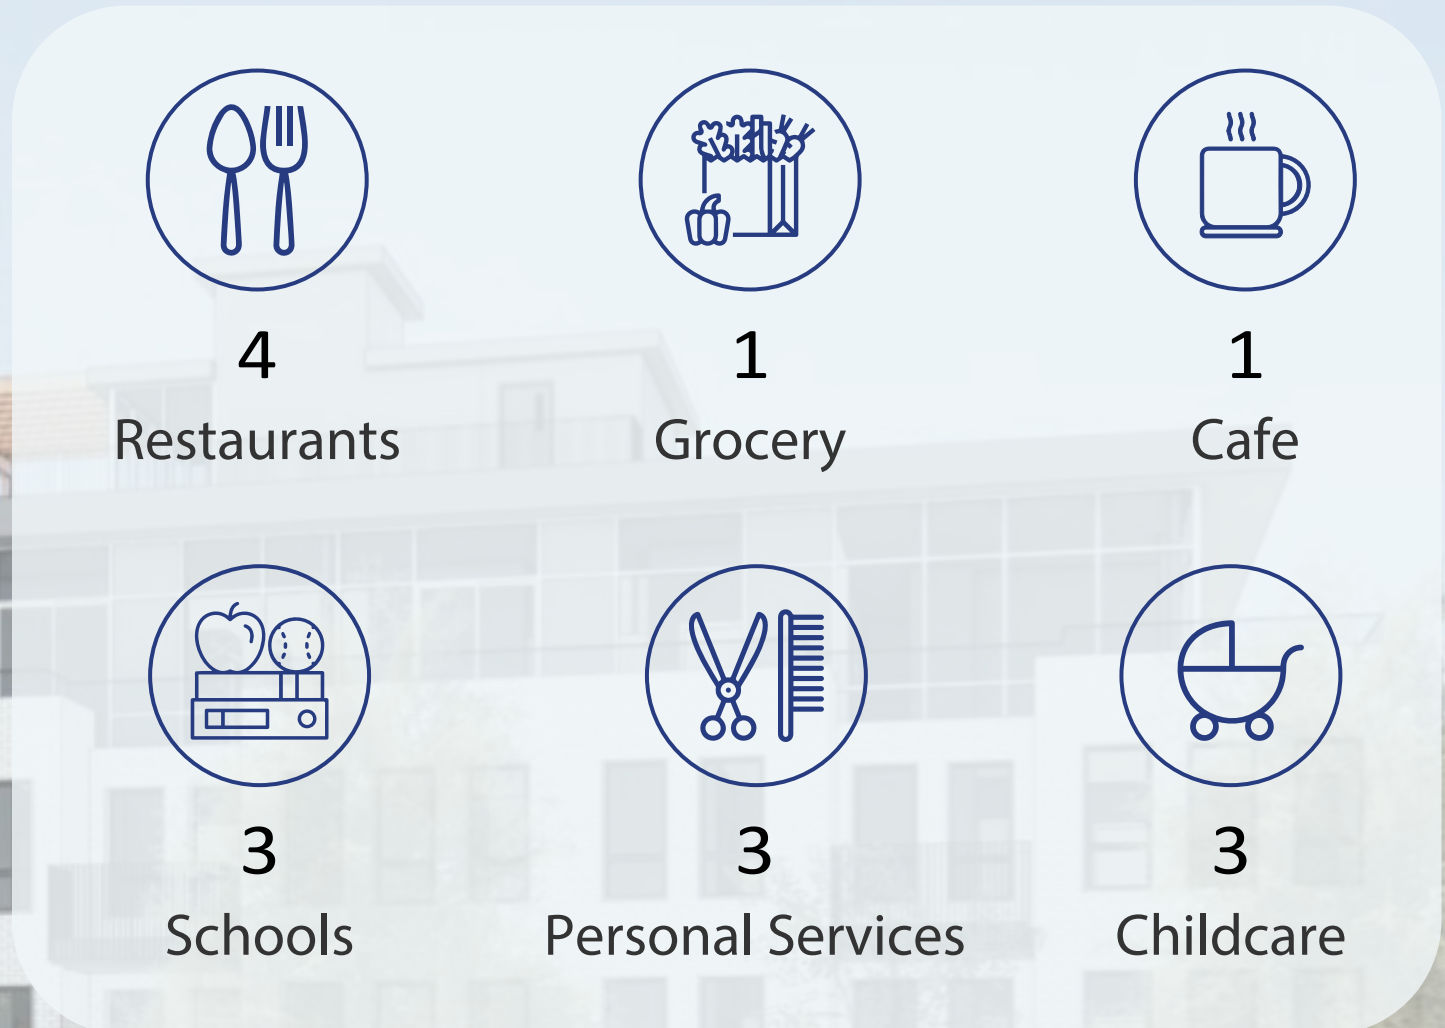 4
Restaurants
1
Grocery
1
Cafe
3
Schools
3
Personal Services
3
Childcare